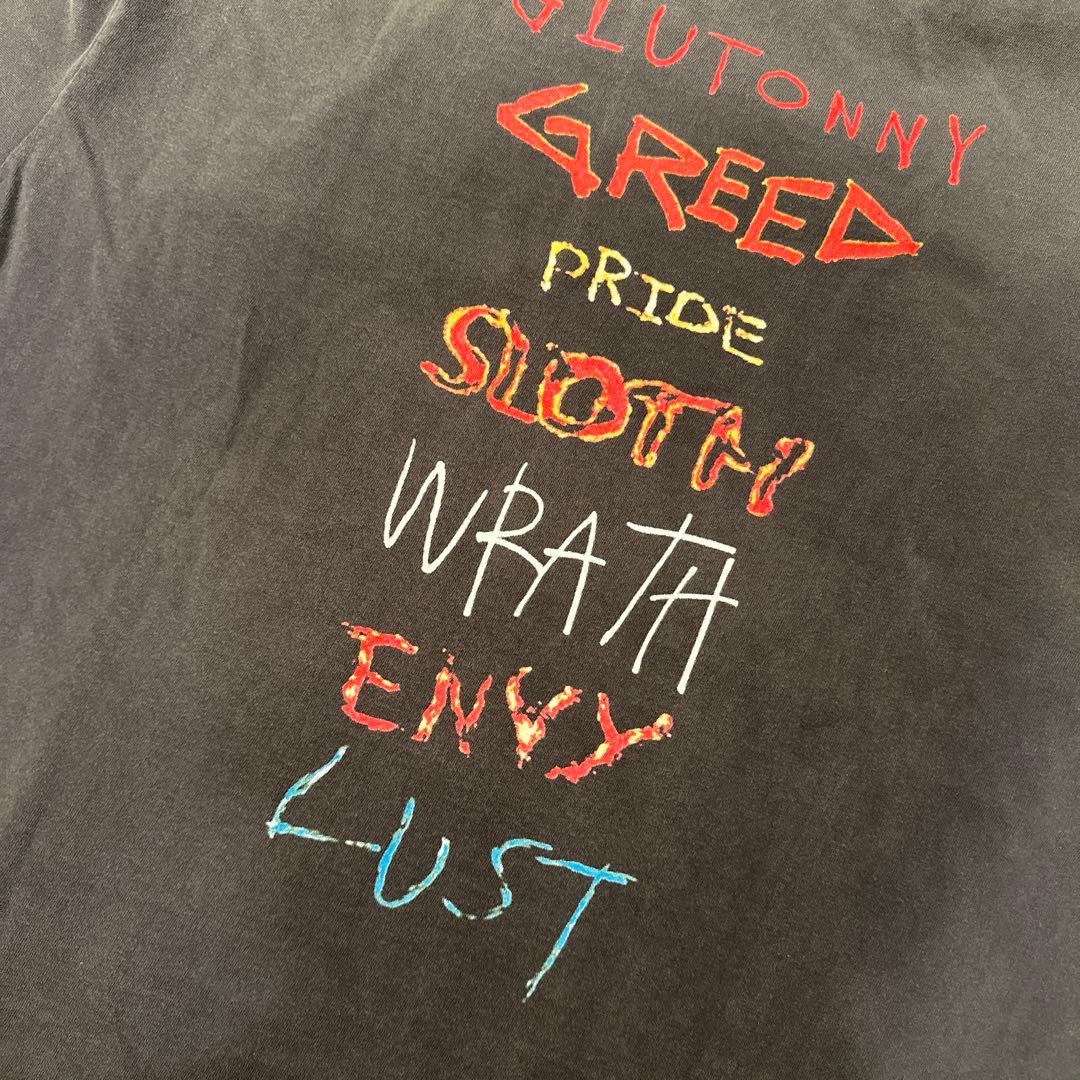 GLUTONNY
GREED
PRIDE
SLOTH
WRATH
ENVY
LUST